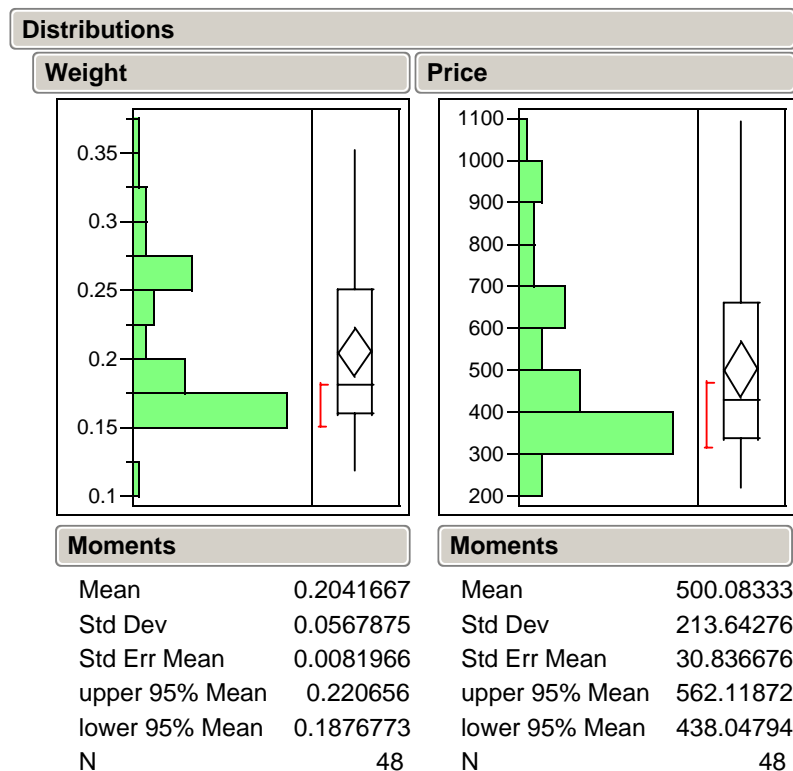 Distributions
Weight
0.35
0.3
0.25
0.2
0.15
0.1
Moments
Mean 0.2041667
Std Dev 0.0567875
Std Err Mean 0.0081966
upper 95% Mean 0.220656
lower 95% Mean 0.1876773
N 48
Price
1100
1000
900
800
700
600
500
400
300
200
Moments
Mean 500.08333
Std Dev 213.64276
Std Err Mean 30.836676
upper 95% Mean 562.11872
lower 95% Mean 438.04794
N 48